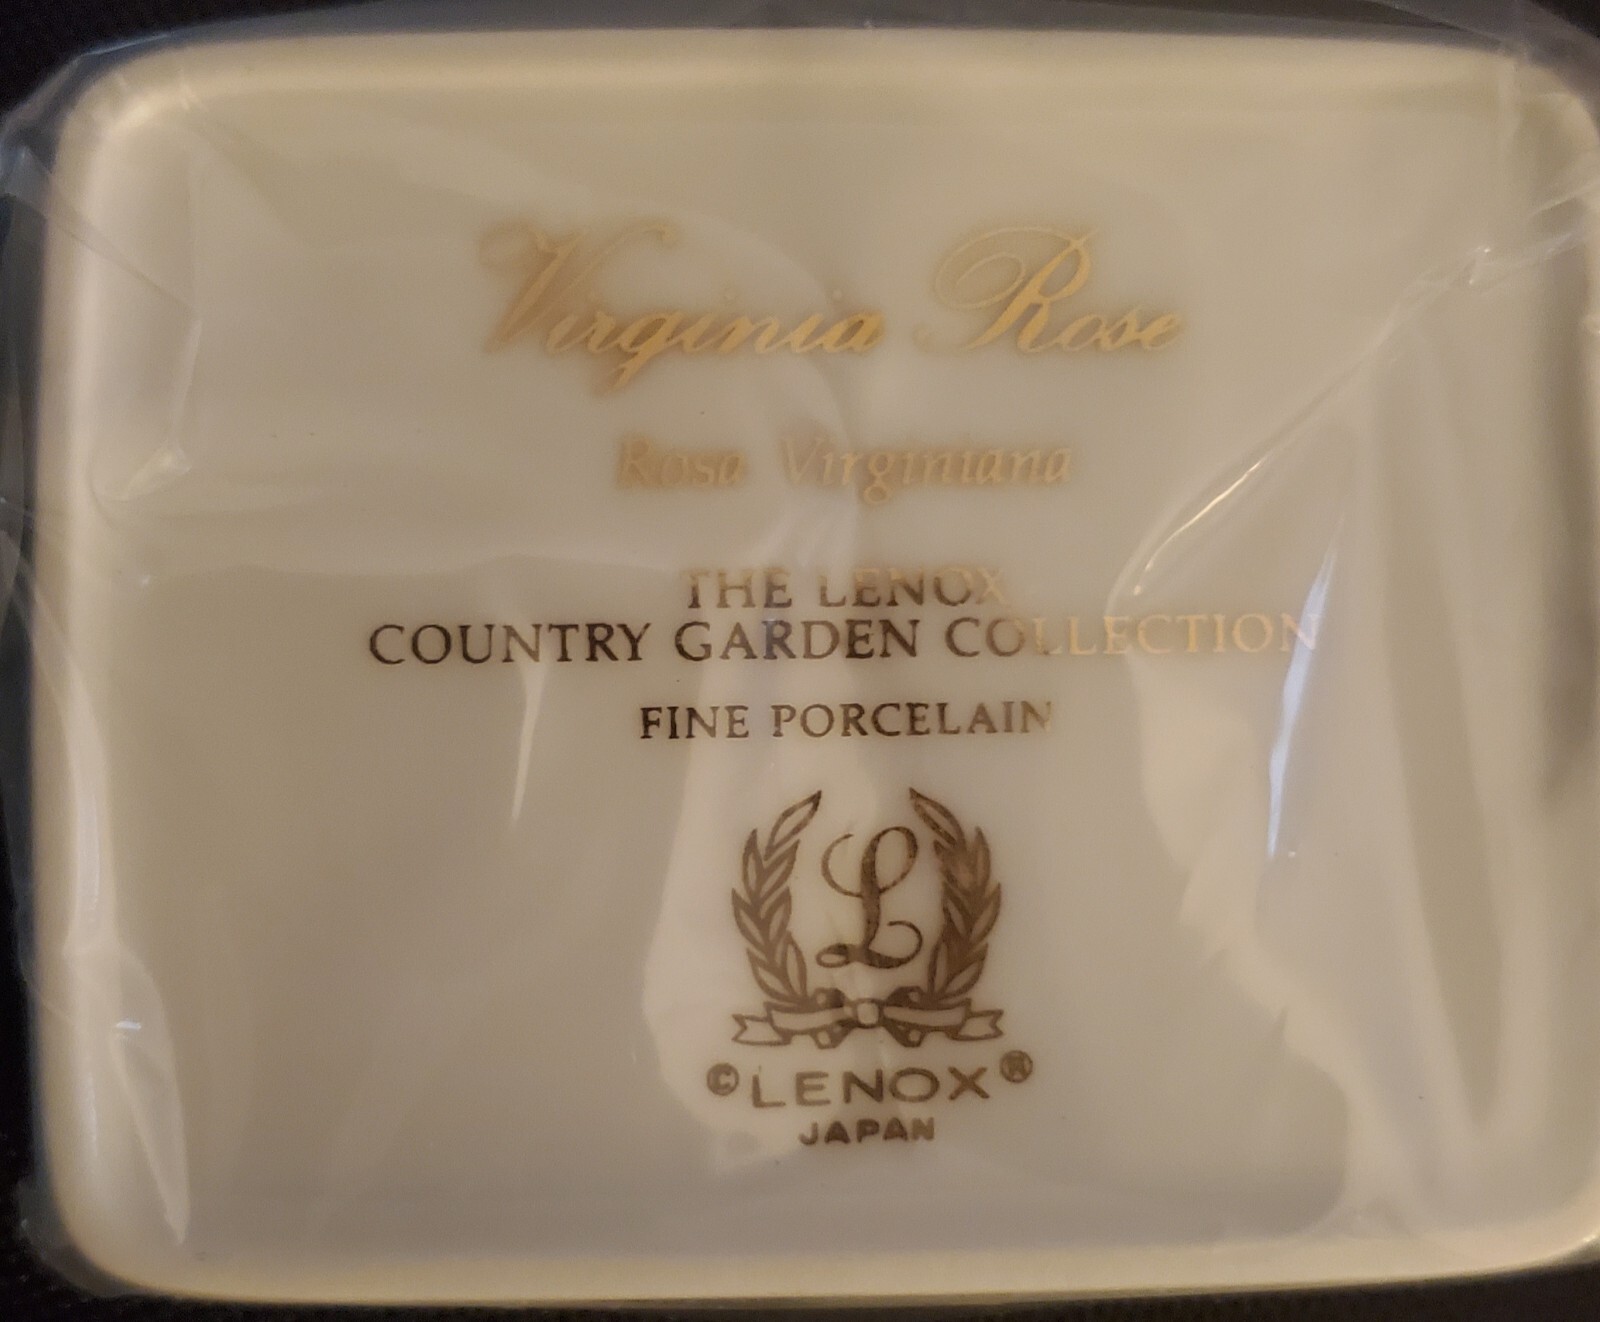 Virginia Rose
Rosa Virginiana
THE LENOX
COUNTRY GARDEN COLLECTION
FINE PORCELAIN
L
©LENOX®
JAPAN